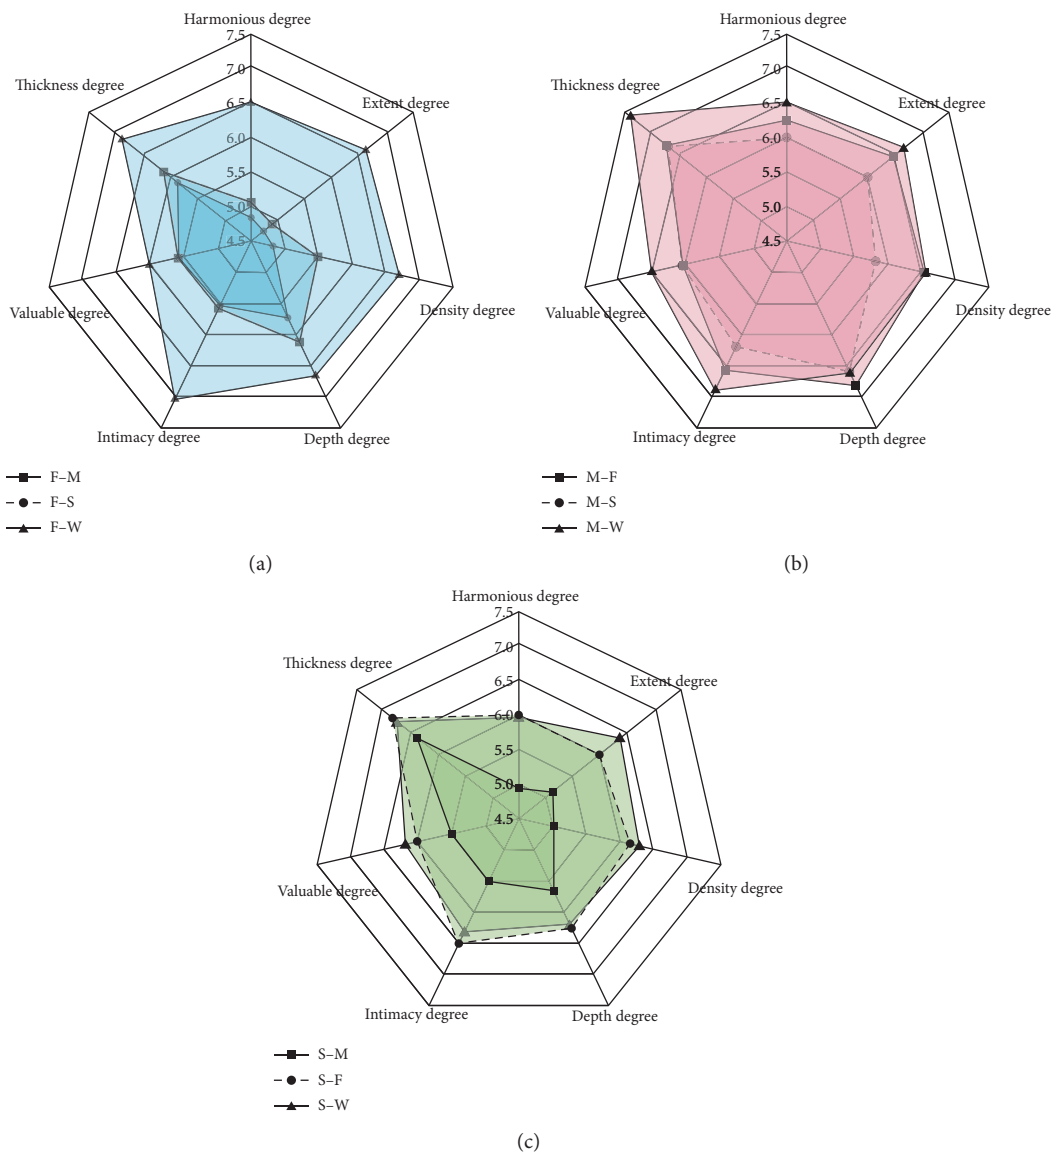 Harmonious degree
7.5
7.0
Thickness degree
6.5
Extent degree
6.0
5.5
5.0
4.5
Valuable degree
Density degree
Intimacy degree
Depth degree
F–M
F–S
F–W
(a)
Harmonious degree
7.5
7.0
Thickness degree
6.5
Extent degree
6.0
5.5
5.0
4.5
Valuable degree
Density degree
Intimacy degree
Depth degree
M–F
M–S
M–W
(b)
Harmonious degree
7.5
7.0
Thickness degree
6.5
Extent degree
6.0
5.5
5.0
4.5
Valuable degree
Density degree
Intimacy degree
Depth degree
S–M
S–F
S–W
(c)